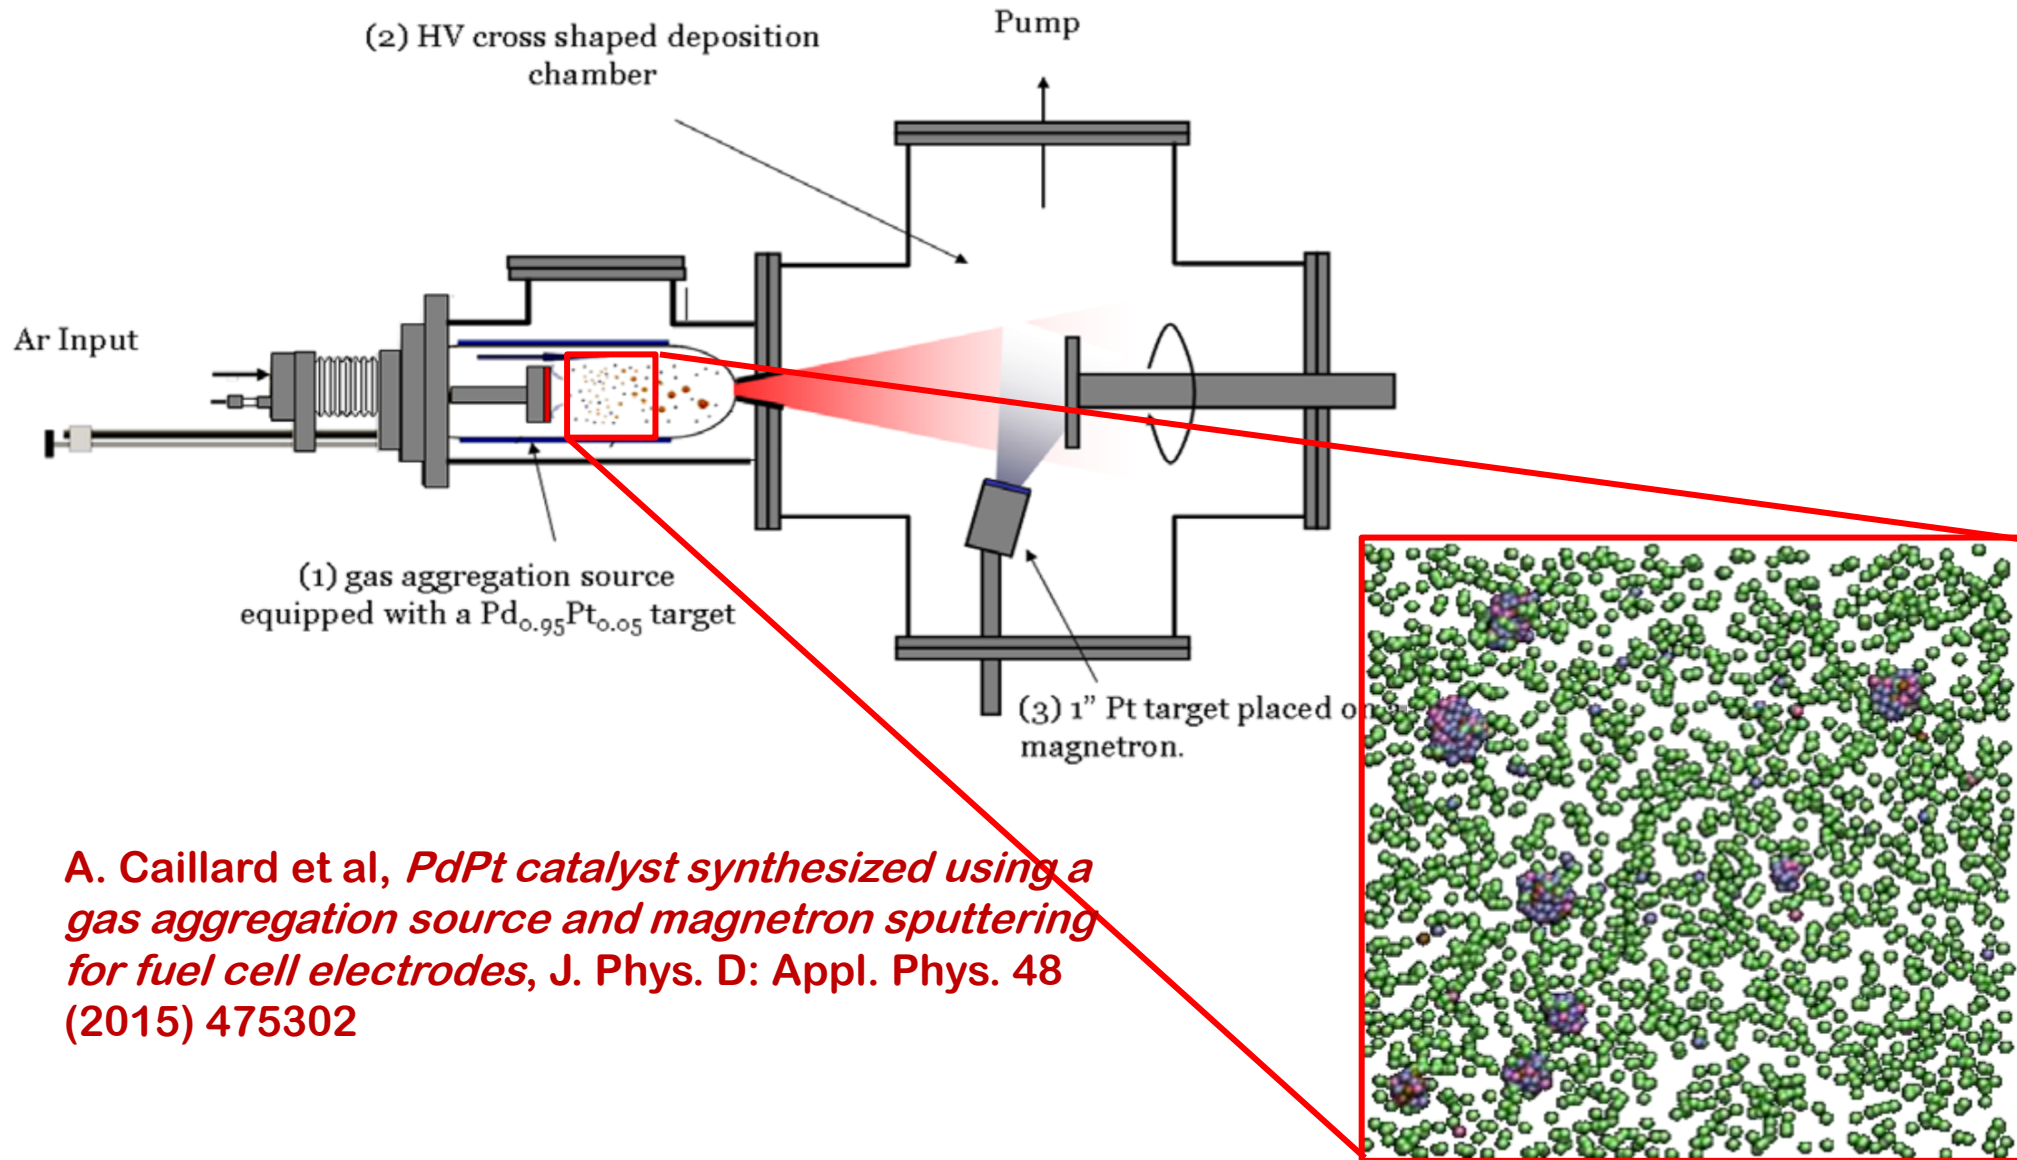 (2) HV cross shaped deposition
chamber
Pump
Ar Input
(1) gas aggregation source
equipped with a Pd₀.₉₅Pt₀.₀₅ target
(3) 1” Pt target placed on
magnetron.
A. Caillard et al, PdPt catalyst synthesized using a
gas aggregation source and magnetron sputtering
for fuel cell electrodes, J. Phys. D: Appl. Phys. 48
(2015) 475302